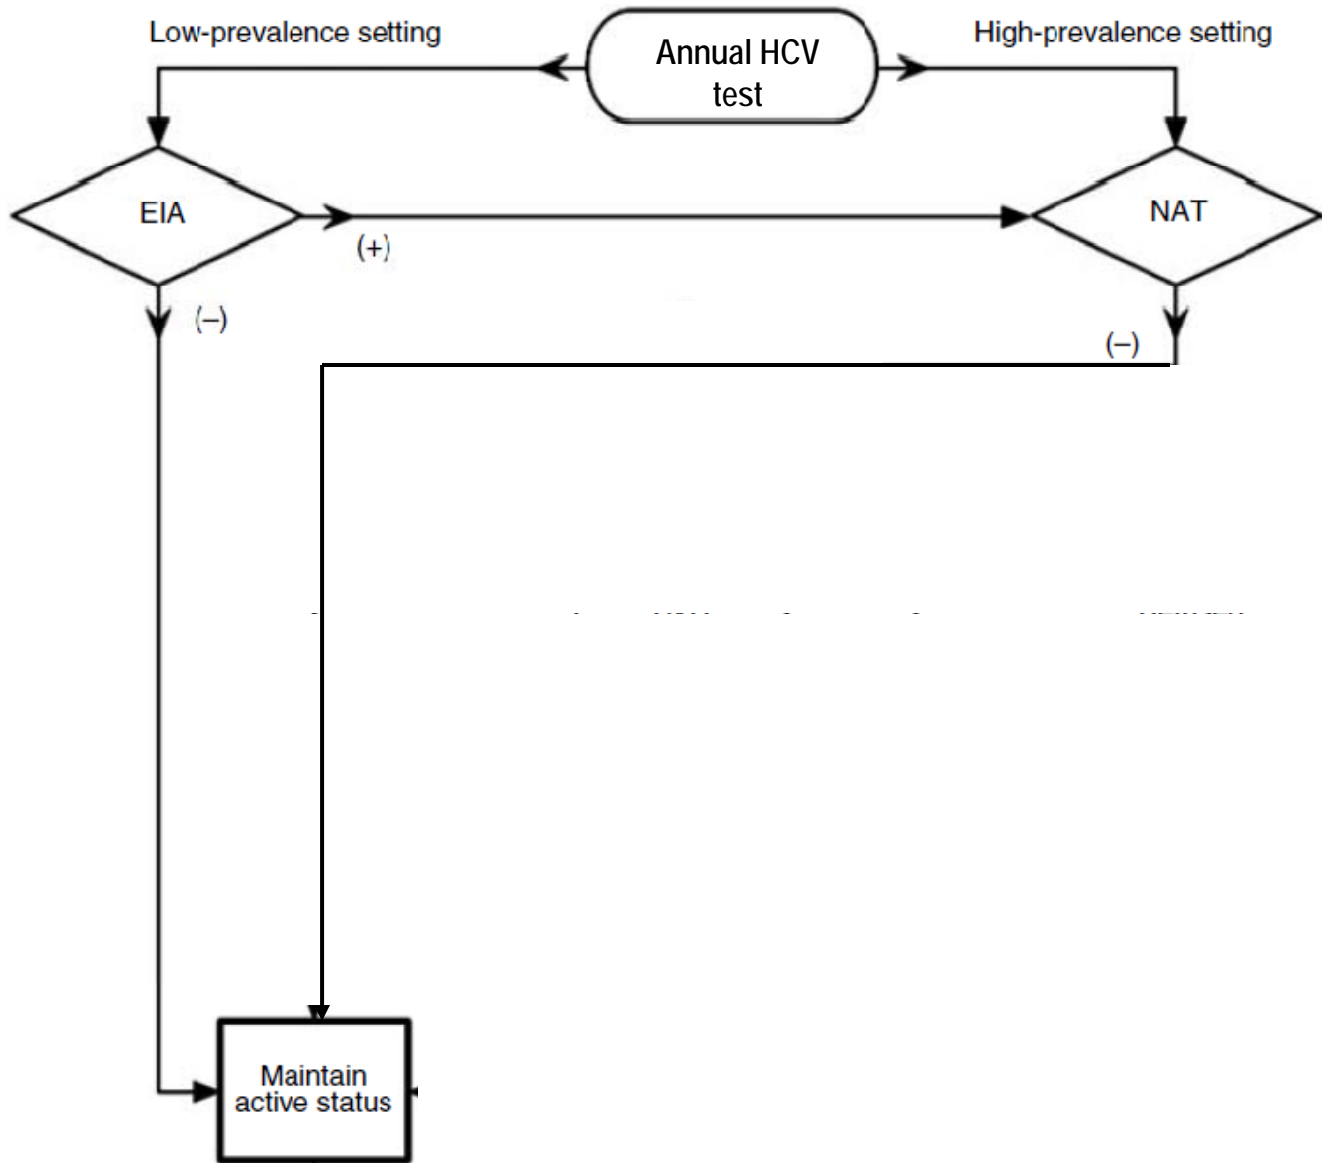 Low-prevalence setting
Annual HCV
test
High-prevalence setting
EIA
NAT
(+)
(–)
(–)
Maintain
active status